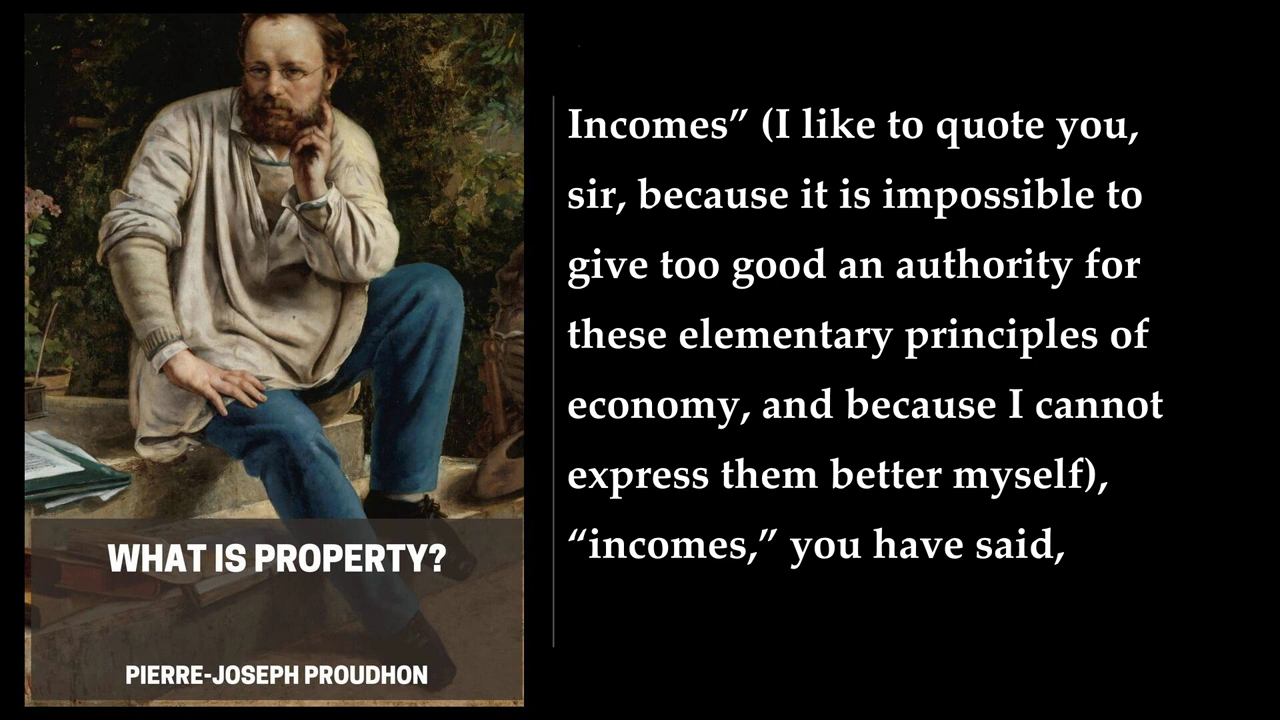 WHAT IS PROPERTY?
PIERRE-JOSEPH PROUDHON
Incomes” (I like to quote you,
sir, because it is impossible to
give too good an authority for
these elementary principles of
economy, and because I cannot
express them better myself),
“incomes,” you have said,